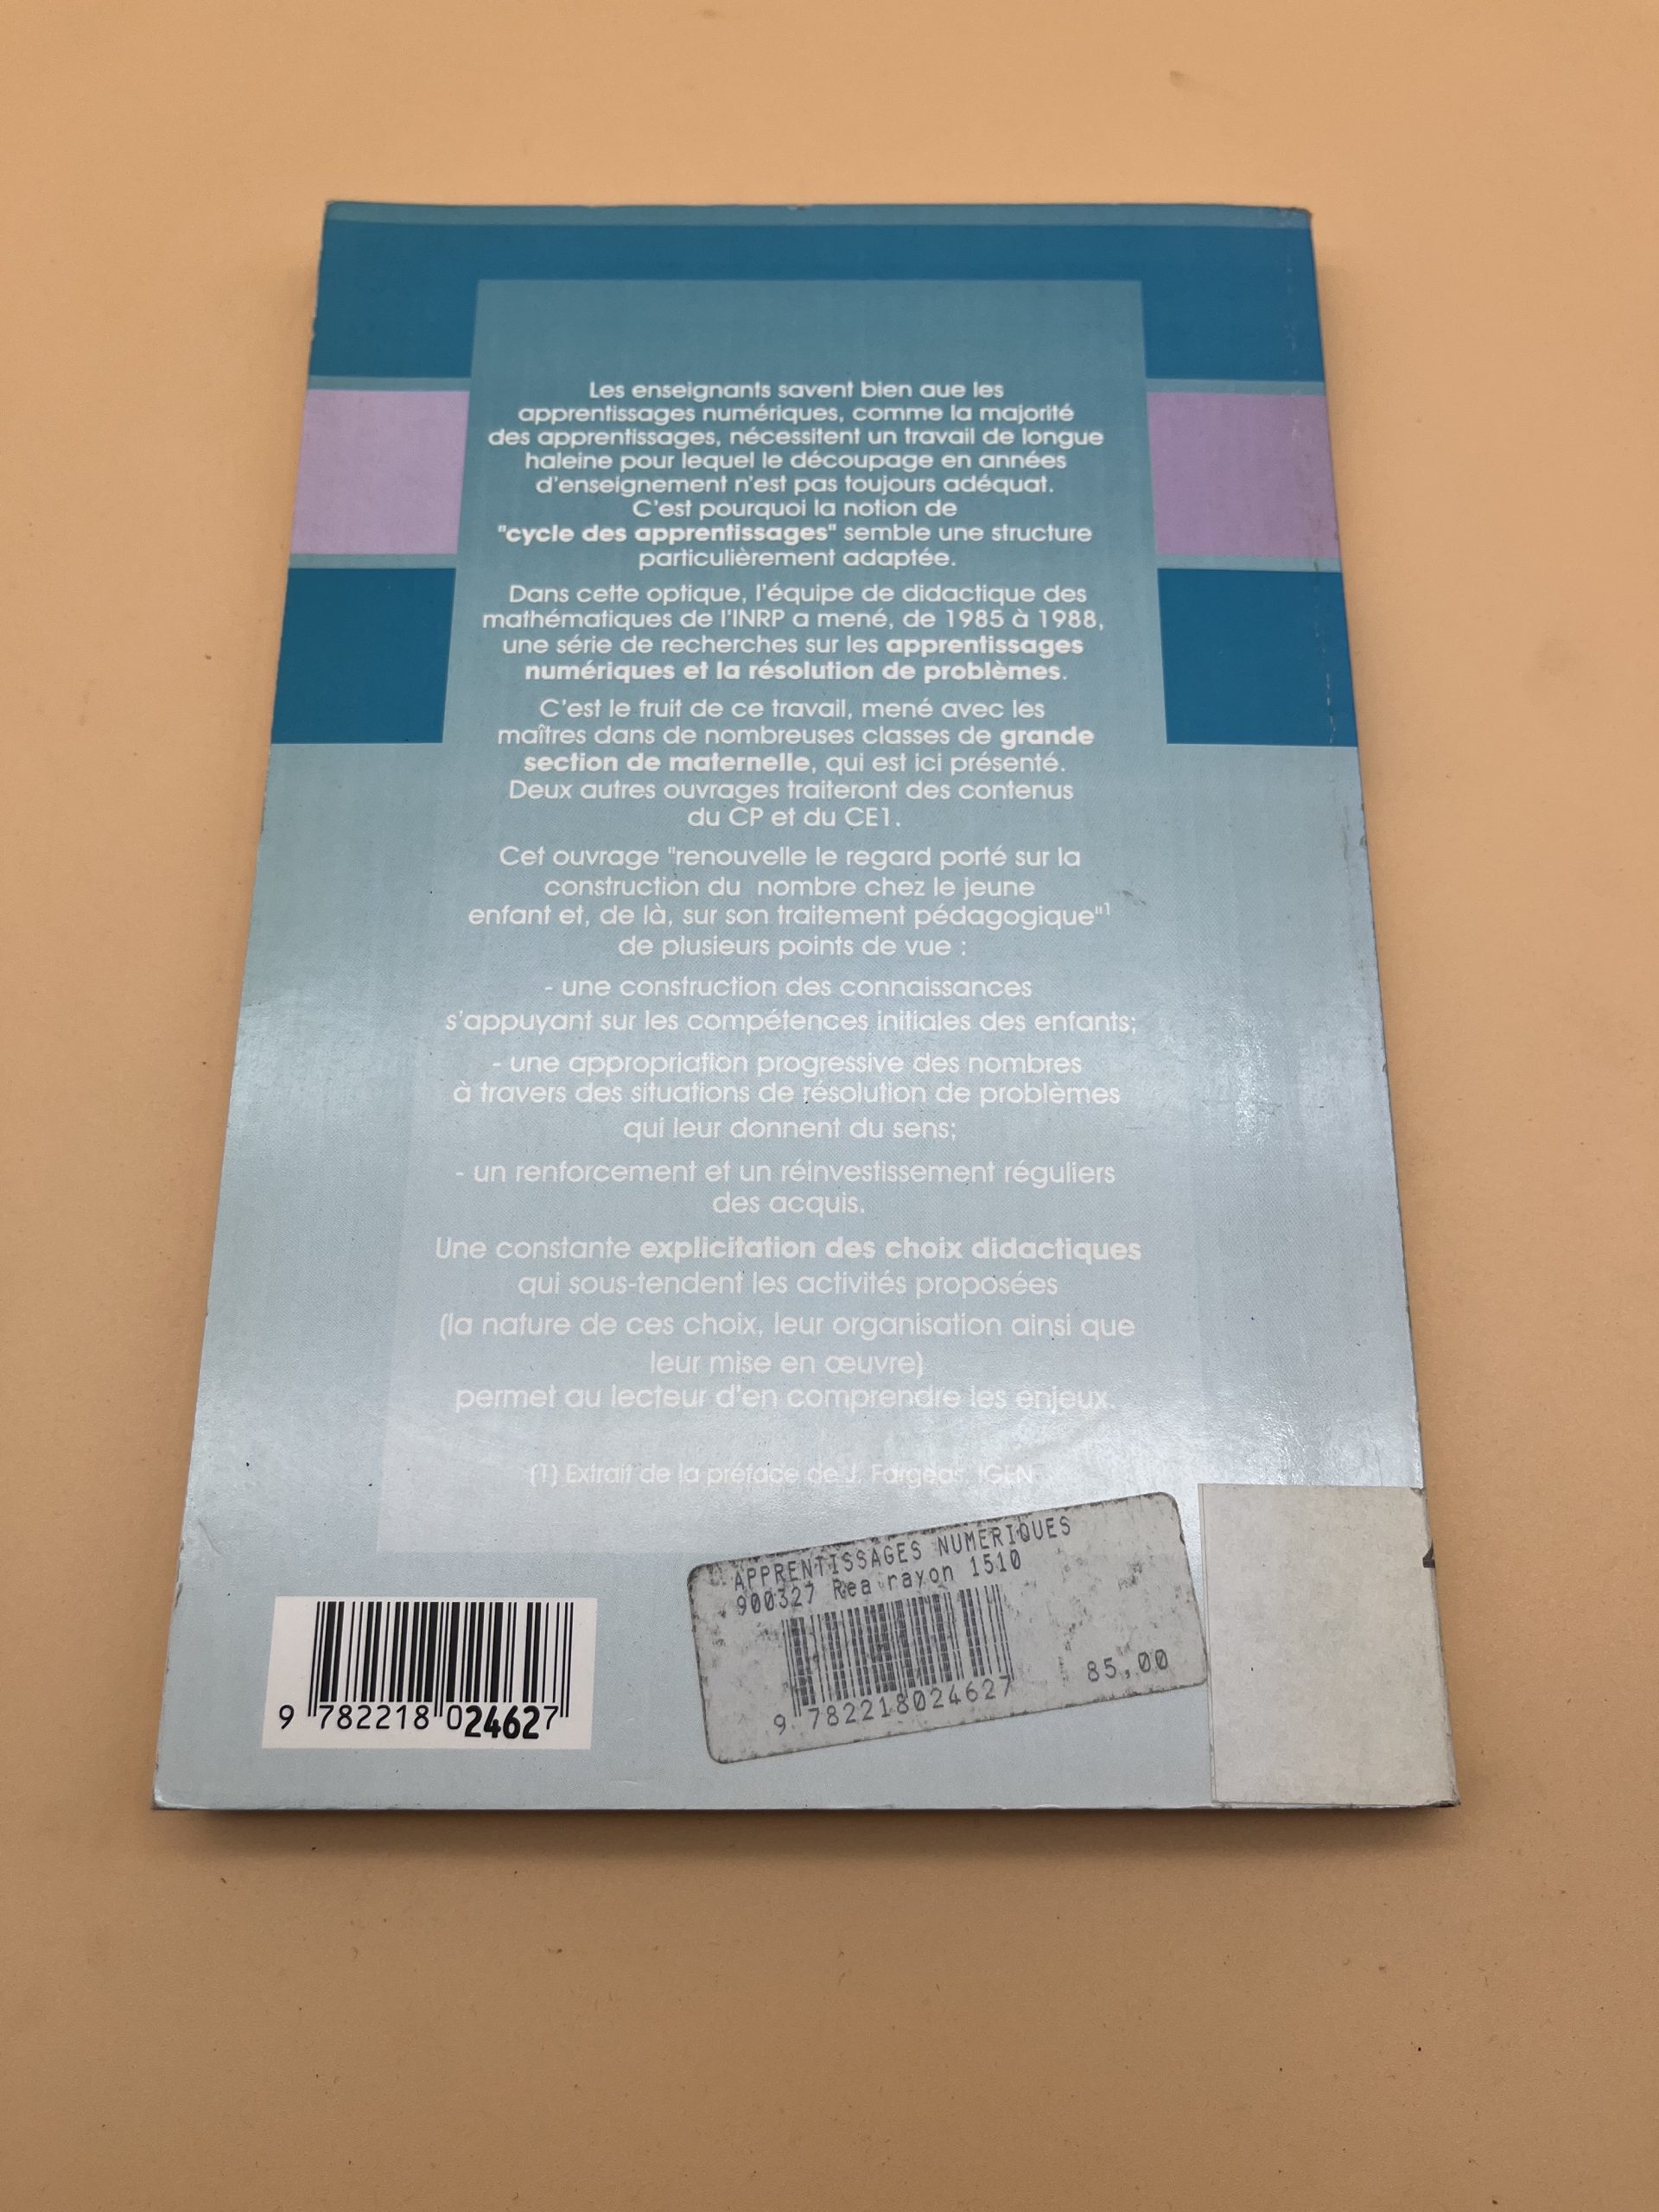 Les enseignants savent bien que les
apprentissages numériques, comme la majorité
des apprentissages, nécessitent un travail de longue
haleine pour lequel le découpage en années
d'enseignement n'est pas toujours adéquat.
C'est pourquoi la notion de
"cycle des apprentissages" semble une structure
particulièrement adaptée.
Dans cette optique, l'équipe de didactique des
mathématiques de l'INRP a mené, de 1985 à 1988,
une série de recherches sur les apprentissages
numériques et la résolution de problèmes.
C'est le fruit de ce travail, mené avec les
maîtres dans de nombreuses classes de grande
section de maternelle, qui est ici présenté.
Deux autres ouvrages traiteront des contenus
du CP et du CE1.
Cet ouvrage "renouvelle le regard porté sur la
construction du nombre chez le jeune
enfant et, de là, sur son traitement pédagogique"1
de plusieurs points de vue :
- une construction des connaissances
s'appuyant sur les compétences initiales des enfants;
- une appropriation progressive des nombres
à travers des situations de résolution de problèmes
qui leur donnent du sens;
- un renforcement et un réinvestissement réguliers
des acquis.
Une constante explicitation des choix didactiques
qui sous-tendent les activités proposées
(la nature de ces choix, leur organisation ainsi que
leur mise en œuvre)
permet au lecteur d'en comprendre les enjeux.
(1) Extrait de la préface de J. Fargeas, IGEN
APPRENTISSAGES NUMERIQUES
900327 Rea rayon 1510
85,00
9 782218 024627
9 782218 024627